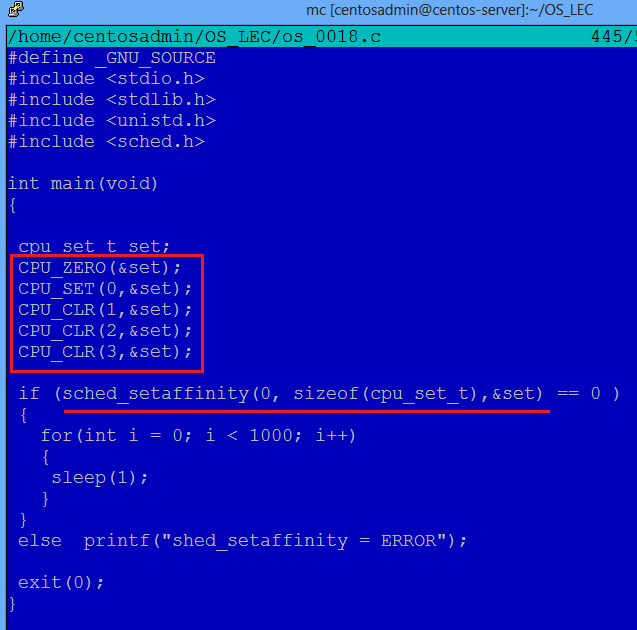 mc [centosadmin@centos-server]:~/OS_LEC
/home/centosadmin/OS_LEC/os_0018.c 445/
#define _GNU_SOURCE
#include <stdio.h>
#include <stdlib.h>
#include <unistd.h>
#include <sched.h>
int main(void)
{
cpu_set_t set;
CPU_ZERO(&set);
CPU_SET(0,&set);
CPU_CLR(1,&set);
CPU_CLR(2,&set);
CPU_CLR(3,&set);
if (sched_setaffinity(0, sizeof(cpu_set_t),&set) == 0 )
{
for(int i = 0; i < 1000; i++)
{
sleep(1);
}
}
else printf("shed_setaffinity = ERROR");
exit(0);
}